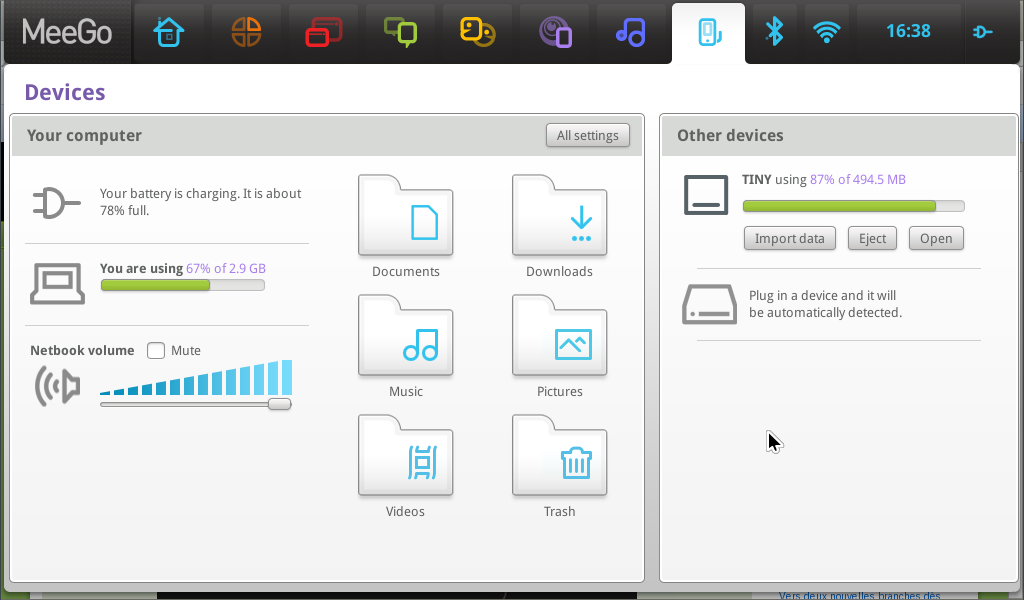 MeeGo
16:38
Devices
Your computer
All settings
Your battery is charging. It is about
78% full.
You are using 67% of 2.9 GB
Netbook volume
Mute
Documents
Downloads
Music
Pictures
Videos
Trash
Other devices
TINY using 87% of 494.5 MB
Import data
Eject
Open
Plug in a device and it will
be automatically detected.
Vers deux nouvelles branches dès